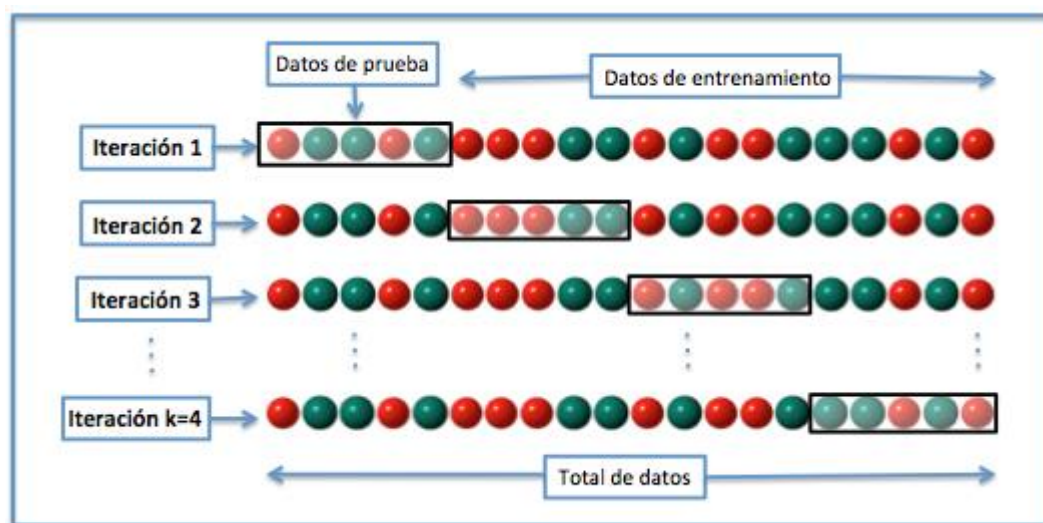 Datos de prueba
Datos de entrenamiento
Iteración 1
Iteración 2
Iteración 3
Iteración k=4
Total de datos